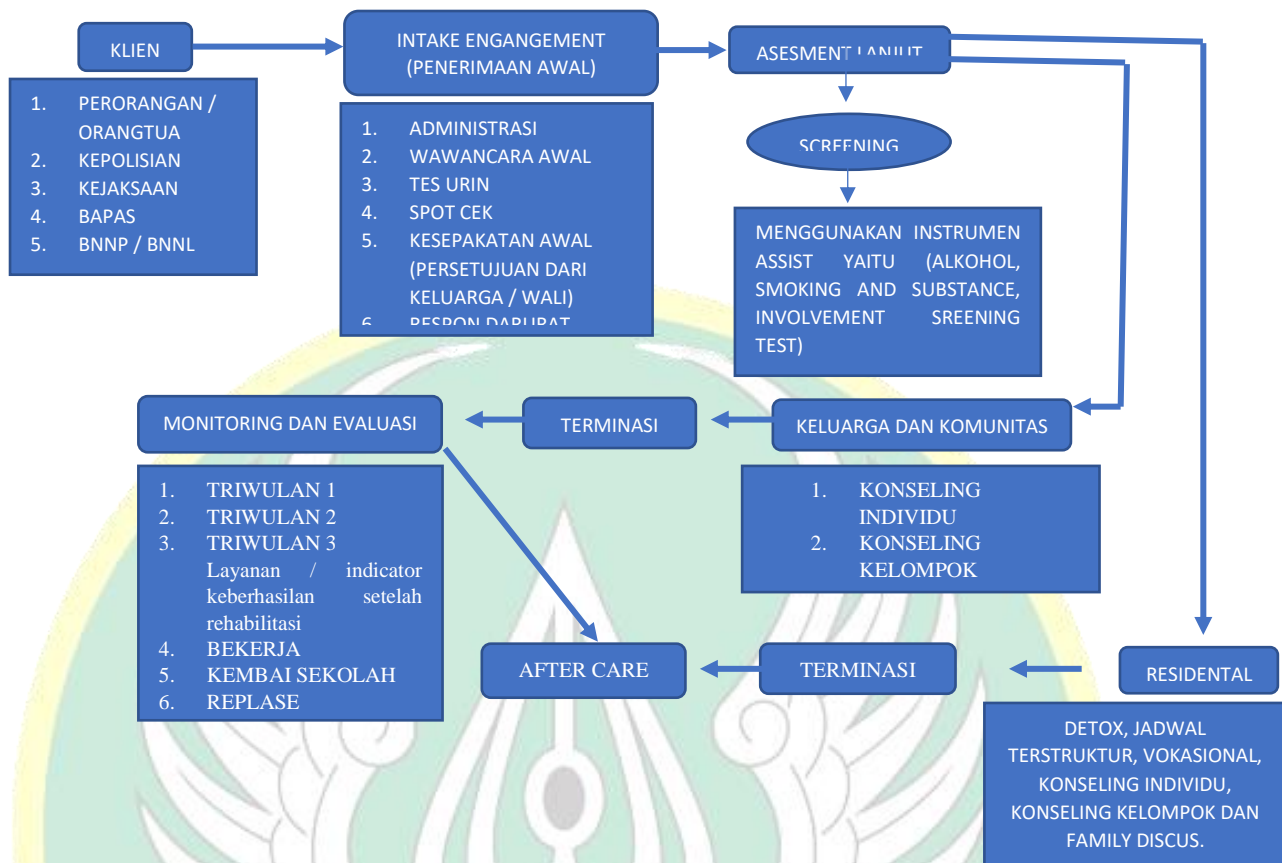 KLIEN
INTAKE ENGANGEMENT
(PENERIMAAN AWAL)
ASESMENT LANJUT
1. PERORANGAN /
ORANGTUA
2. KEPOLISIAN
3. KEJAKSAAN
4. BAPAS
5. BNNP / BNNL
1. ADMINISTRASI
2. WAWANCARA AWAL
3. TES URIN
4. SPOT CEK
5. KESEPAKATAN AWAL
(PERSETUJUAN DARI
KELUARGA / WALI)
6. RESPON DARURAT
SCREENING
MENGGUNAKAN INSTRUMEN
ASSIST YAITU (ALKOHOL,
SMOKING AND SUBSTANCE,
INVOLVEMENT SREENING
TEST)
MONITORING DAN EVALUASI
TERMINASI
KELUARGA DAN KOMUNITAS
1. TRIWULAN 1
2. TRIWULAN 2
3. TRIWULAN 3
Layanan / indicator
keberhasilan setelah
rehabilitasi
4. BEKERJA
5. KEMBAI SEKOLAH
6. REPLASE
1. KONSELING
INDIVIDU
2. KONSELING
KELOMPOK
AFTER CARE
TERMINASI
RESIDENTAL
DETOX, JADWAL
TERSTRUKTUR, VOKASIONAL,
KONSELING INDIVIDU,
KONSELING KELOMPOK DAN
FAMILY DISCUS.